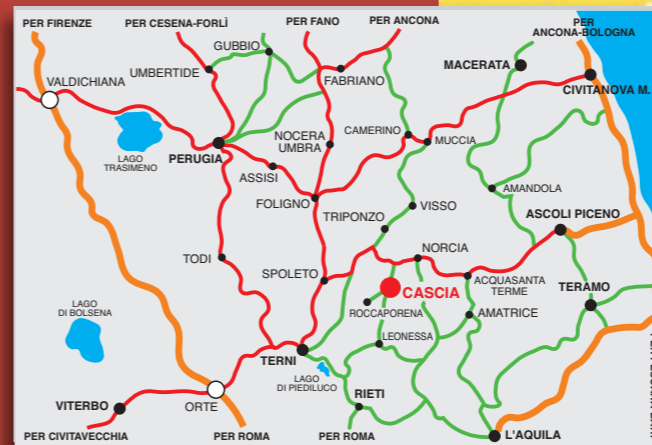 PER FIRENZE
PER CESENA-FORLÌ
PER FANO
PER ANCONA
PER
ANCONA-BOLOGNA
GUBBIO
UMBERTIDE
FABRIANO
MACERATA
VALDICHIANA
CIVITANOVA M.
LAGO
TRASIMENO
PERUGIA
NOCERA
UMBRA
CAMERINO
MUCCIA
ASSISI
FOLIGNO
TRIPONZO
VISSO
AMANDOLA
ASCOLI PICENO
TODI
SPOLETO
NORCIA
CASCIA
ACQUASANTA
TERME
TERAMO
LAGO
DI BOLSENA
ROCCAPORENA
AMATRICE
LEONESSA
TERNI
LAGO
DI PIEDILUCO
VITERBO
ORTE
RIETI
L'AQUILA
PER CIVITAVECCHIA
PER ROMA
PER ROMA